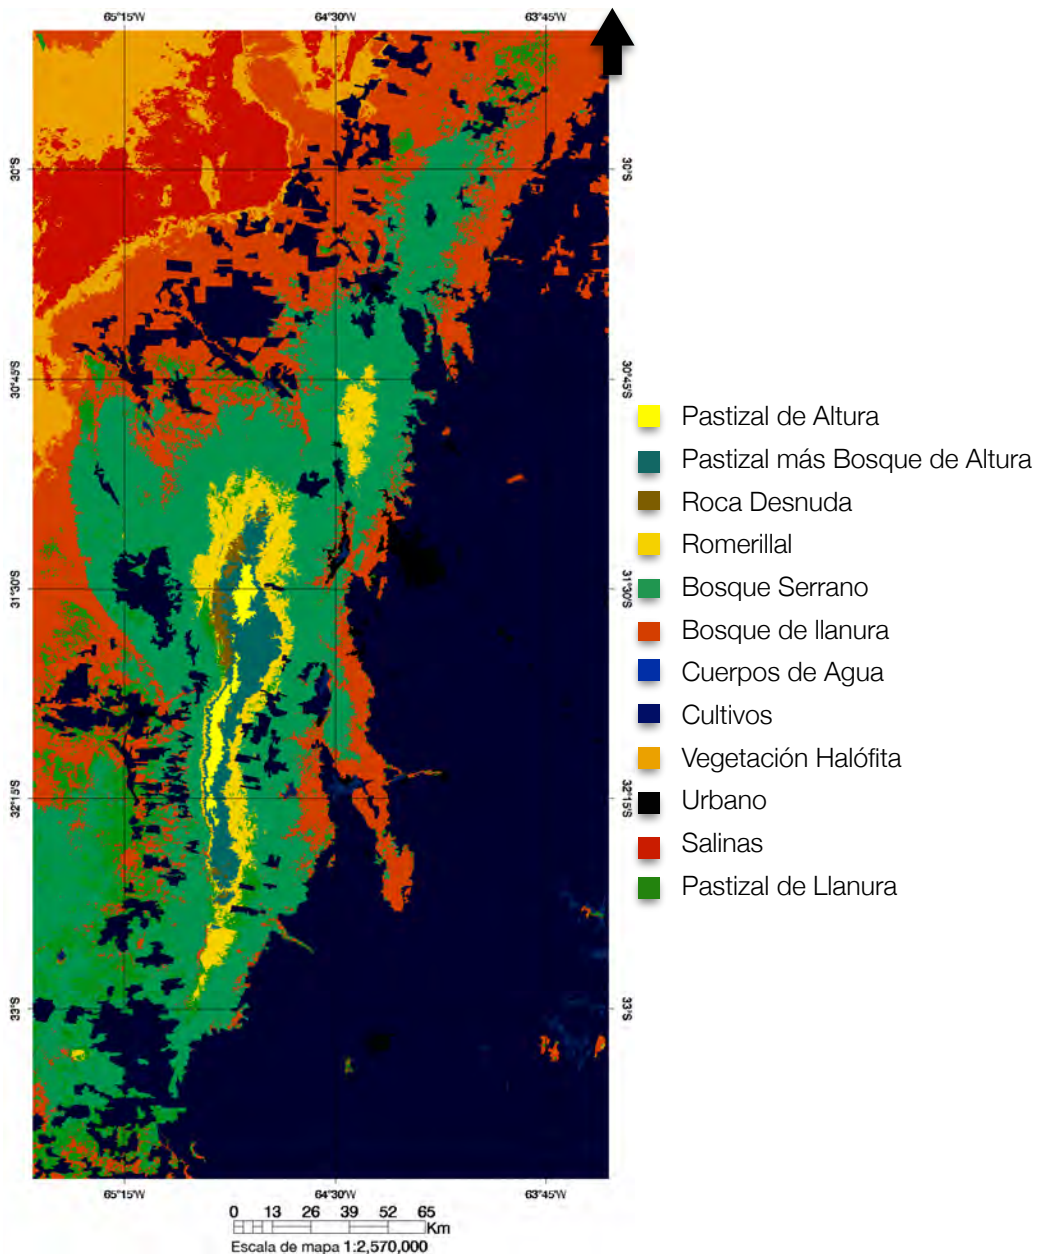 65°15'W 64°30'W 63°45'W
30°S 30°S
30°45'S 30°45'S
31°30'S 31°30'S
32°15'S 32°15'S
33°S 33°S
Pastizal de Altura
Pastizal más Bosque de Altura
Roca Desnuda
Romerillal
Bosque Serrano
Bosque de llanura
Cuerpos de Agua
Cultivos
Vegetación Halófita
Urbano
Salinas
Pastizal de Llanura
65°15'W 64°30'W 63°45'W
0 13 26 39 52 65
Km
Escala de mapa 1:2,570,000